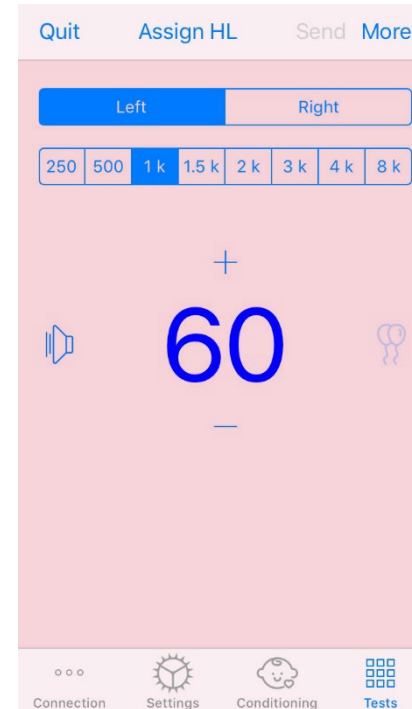 Quit Assign HL Send More
Left Right
250 500 1 k 1.5 k 2 k 3 k 4 k 8 k
+
60
—
Connection Settings Conditioning Tests